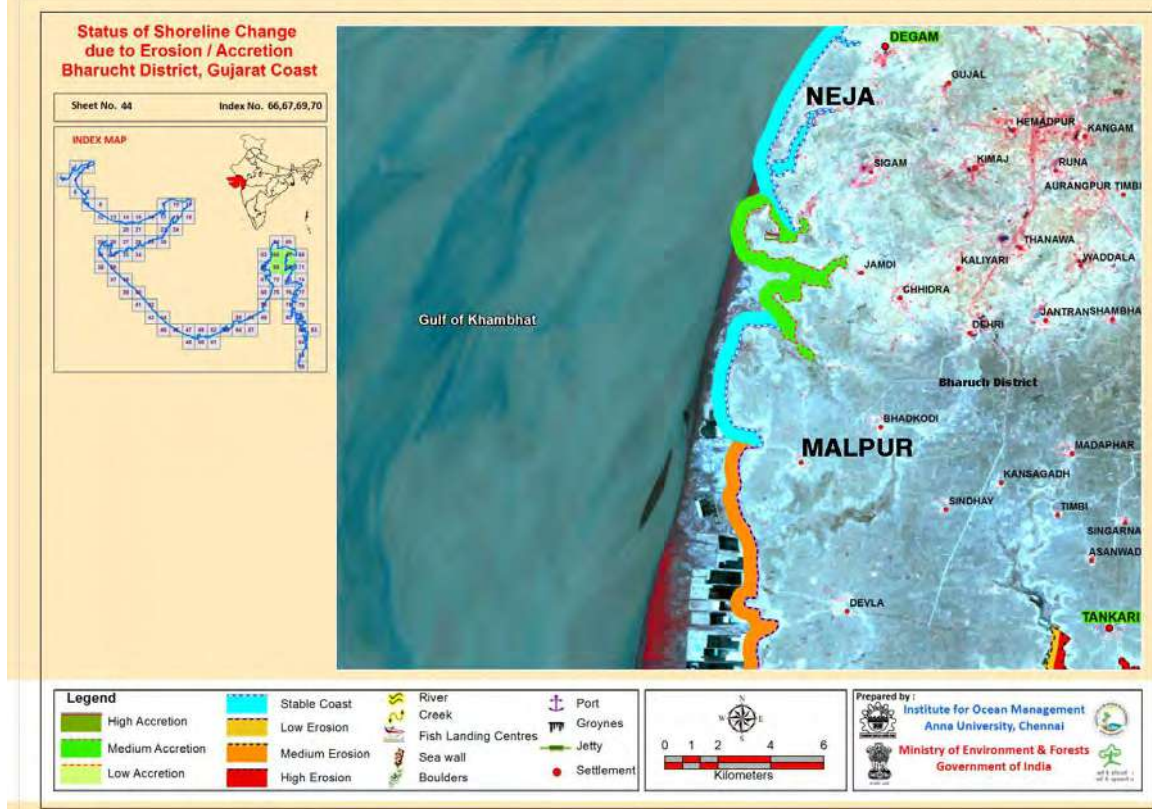 Status of Shoreline Change
due to Erosion / Accretion
Bharucht District, Gujarat Coast
Sheet No. 44
Index No. 66,67,69,70
INDEX MAP
DEGAM
GUJAL
NEJA
HEMADPUR
KANGAM
SIGAM
KIMAJ
RUNA
AURANGPUR TIMBI
THANAWA
WADDALA
JAMDI
KALIYARI
CHHIDRA
JANTRAN
SHAMBHA
DEHRI
Gulf of Khambhat
Bharuch District
BHADKODI
MALPUR
MADAPHAR
KANSAGADH
SINDHAY
TIMBI
SINGARNA
ASANWAD
DEVLA
TANKARI
Legend
High Accretion
Medium Accretion
Low Accretion
Stable Coast
Low Erosion
Medium Erosion
High Erosion
River
Creek
Fish Landing Centres
Sea wall
Boulders
Port
Groynes
Jetty
Settlement
N
W
E
S
0 1 2 4 6
Kilometers
Prepared by :
Institute for Ocean Management
Anna University, Chennai
Ministry of Environment & Forests
Government of India